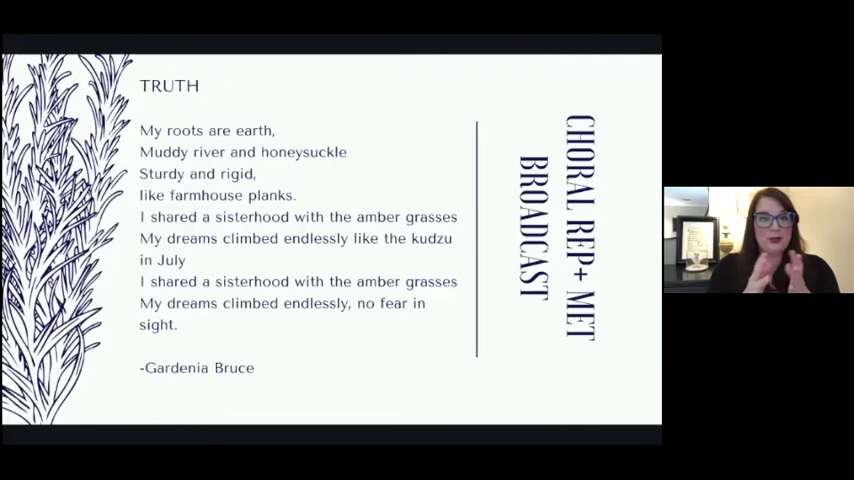 TRUTH
My roots are earth,
Muddy river and honeysuckle
Sturdy and rigid,
like farmhouse planks.
I shared a sisterhood with the amber grasses
My dreams climbed endlessly like the kudzu
in July
I shared a sisterhood with the amber grasses
My dreams climbed endlessly, no fear in
sight.
-Gardenia Bruce
CHORAL REP+ MET
BROADCAST